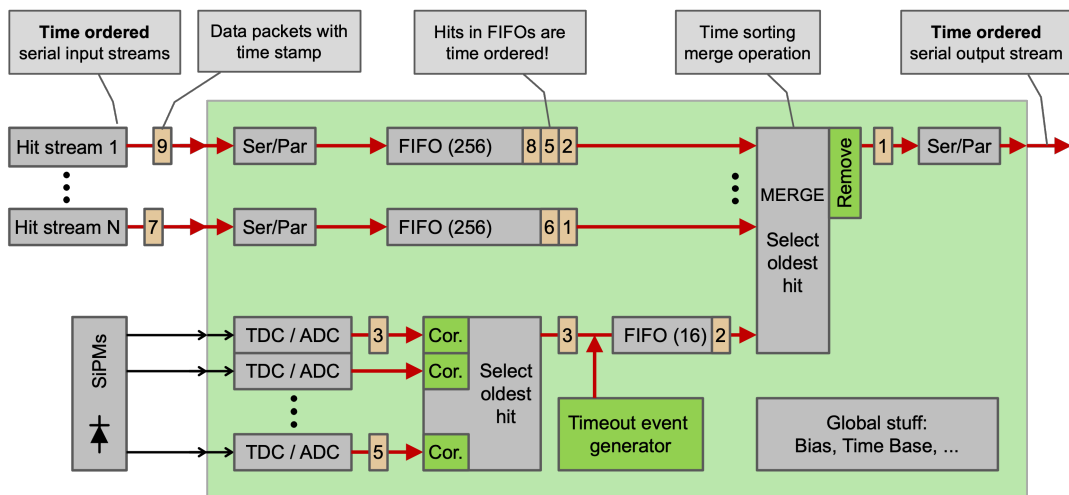 Time ordered
serial input streams
Data packets with
time stamp
Hits in FIFOs are
time ordered!
Time sorting
merge operation
Time ordered
serial output stream
Hit stream 1
9
Ser/Par
FIFO (256)
8
5
2
MERGE
Select
oldest
hit
Remove
1
Ser/Par
Hit stream N
7
Ser/Par
FIFO (256)
6
1
SiPMs
TDC / ADC
3
Cor.
TDC / ADC
Cor.
TDC / ADC
5
Cor.
Select
oldest
hit
3
FIFO (16)
2
Timeout event
generator
Global stuff:
Bias, Time Base, ...